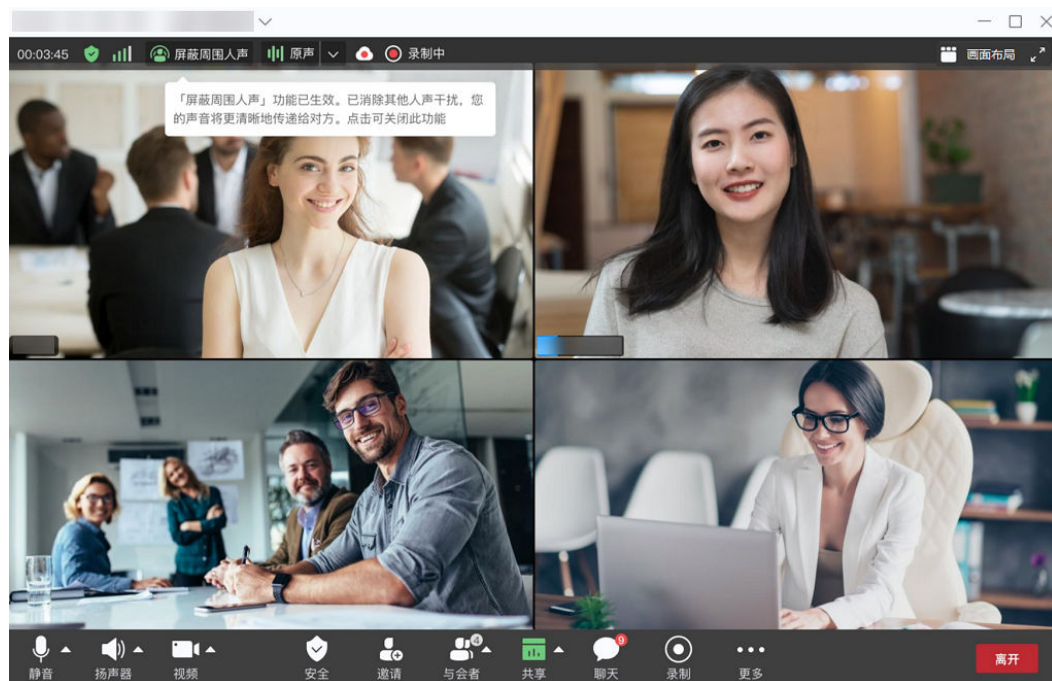 00:03:45 屏蔽周围人声 原声 录制中 画面布局
「屏蔽周围人声」功能已生效。已消除其他人声干扰，您
的声音将更清晰地传递给对方。点击可关闭此功能
4 9
静音 扬声器 视频 安全 邀请 与会者 共享 聊天 录制 更多 离开